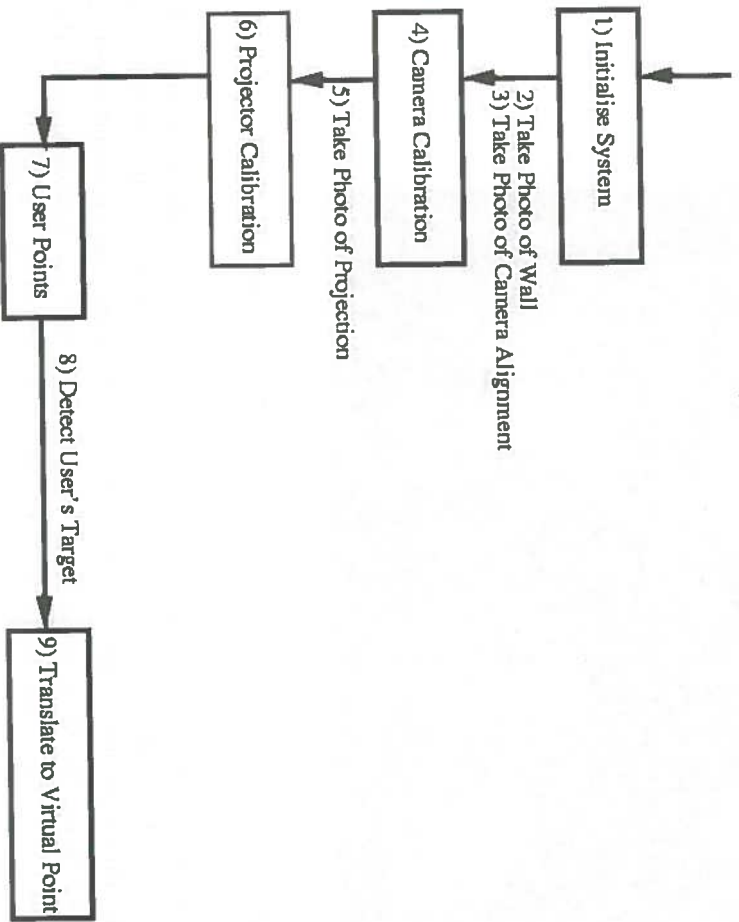 1) Initialise System
2) Take Photo of Wall
3) Take Photo of Camera Alignment
4) Camera Calibration
5) Take Photo of Projection
6) Projector Calibration
7) User Points
8) Detect User's Target
9) Translate to Virtual Point